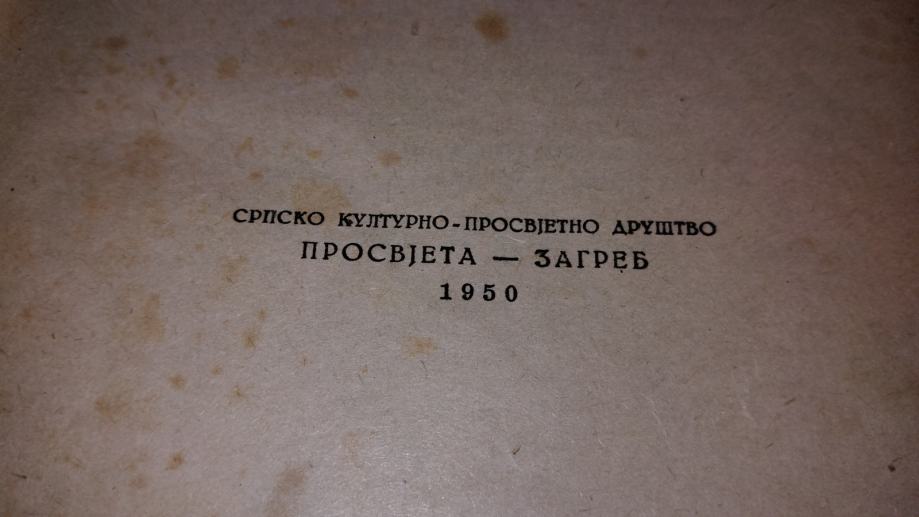 СРПСКО КУЛТУРНО-ПРОСВЈЕТНО ДРУШТВО
ПРОСВЈЕТА — ЗАГРЕБ
1950